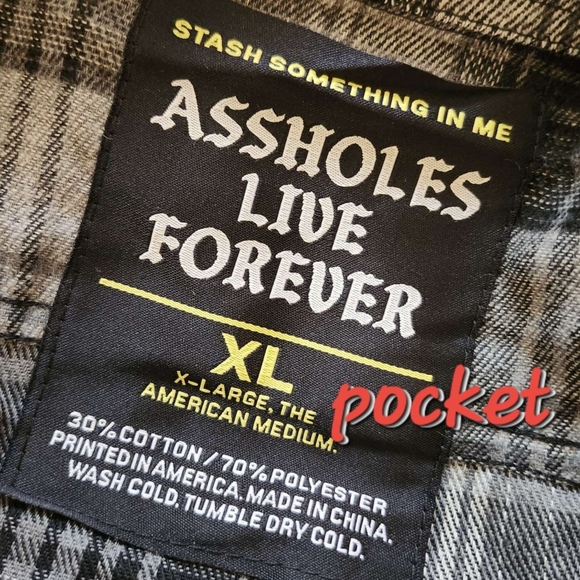 STASH SOMETHING IN ME
ASSHOLES
LIVE
FOREVER
XL
X-LARGE, THE
AMERICAN MEDIUM.
pocket
30% COTTON / 70% POLYESTER
PRINTED IN AMERICA. MADE IN CHINA.
WASH COLD. TUMBLE DRY COLD.